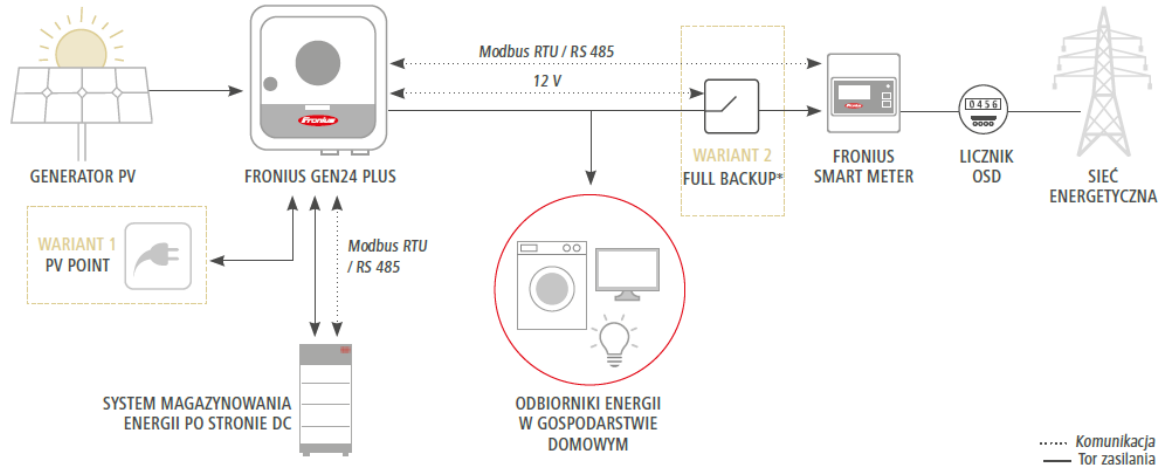 Modbus RTU / RS 485
12 V
Fronius
Fronius
0456
GENERATOR PV
FRONIUS GEN24 PLUS
WARIANT 2
FULL BACKUP*
FRONIUS
SMART METER
LICZNIK
OSD
SIEĆ
ENERGETYCZNA
WARIANT 1
PV POINT
Modbus RTU
/ RS 485
SYSTEM MAGAZYNOWANIA
ENERGII PO STRONIE DC
ODBIORNIKI ENERGII
W GOSPODARSTWIE
DOMOWYM
Komunikacja
Tor zasilania